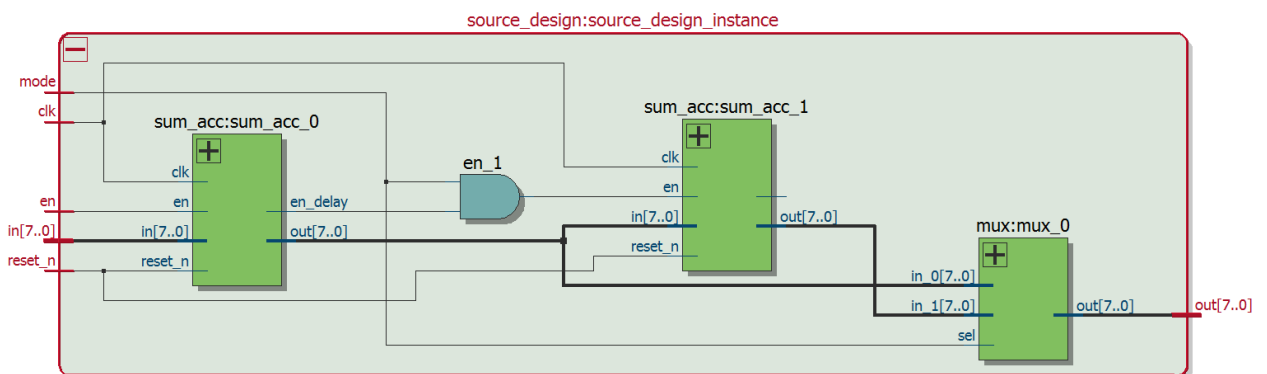 source_design:source_design_instance
mode
clk
en
in[7..0]
reset_n
sum_acc:sum_acc_0
clk
en
in[7..0]
reset_n
en_delay
out[7..0]
en_1
sum_acc:sum_acc_1
clk
en
in[7..0]
reset_n
out[7..0]
mux:mux_0
in_0[7..0]
in_1[7..0]
sel
out[7..0]
out[7..0]